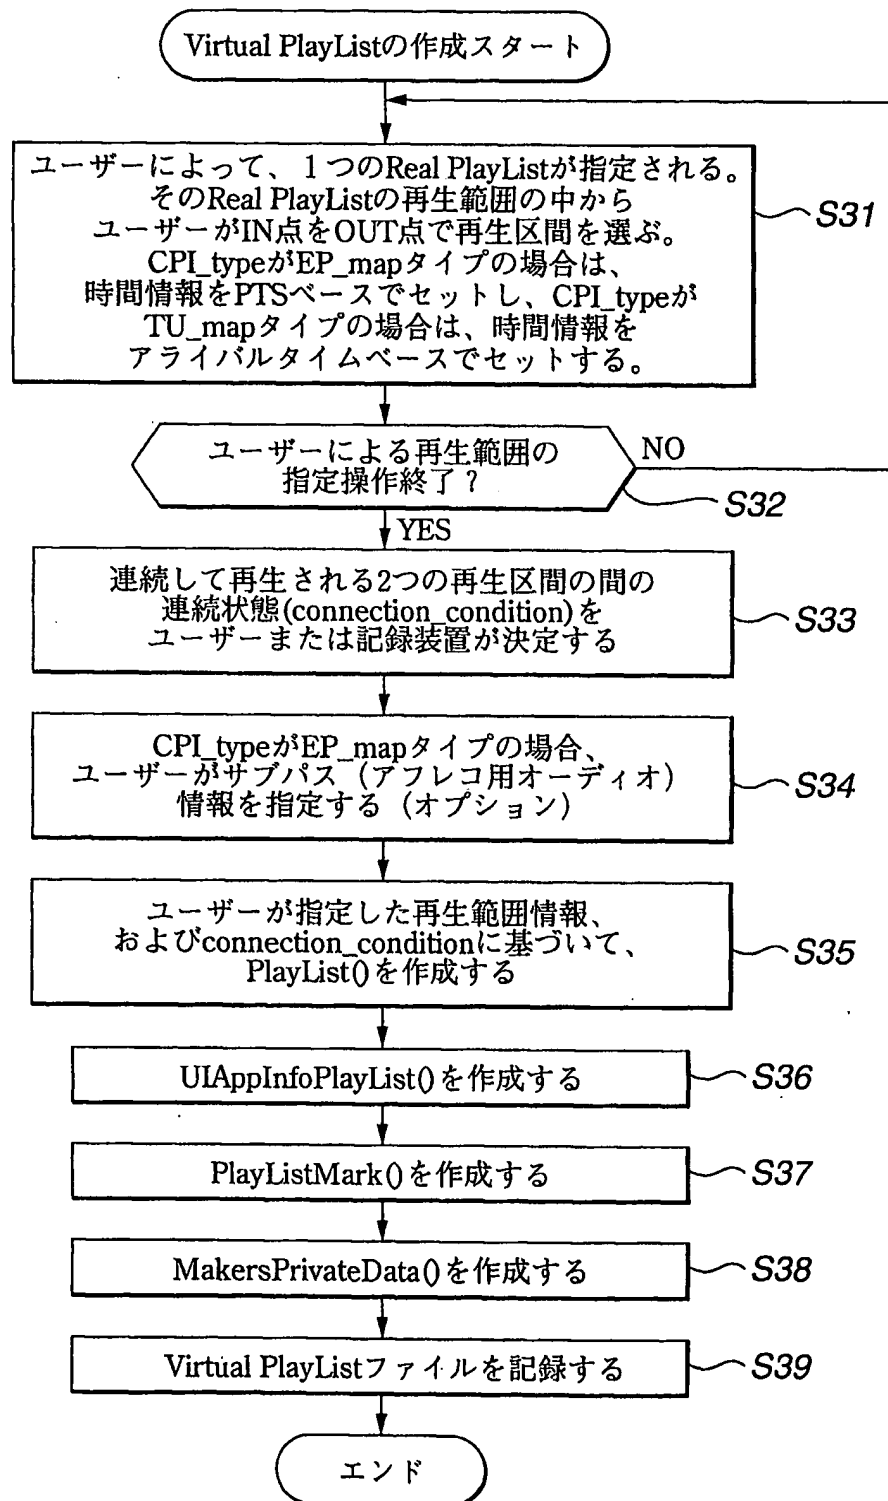 Virtual PlayListの作成スタート
ユーザーによって、1つのReal PlayListが指定される。
そのReal PlayListの再生範囲の中から
ユーザーがIN点をOUT点で再生区間を選ぶ。
CPI_typeがEP_mapタイプの場合は、
時間情報をPTSベースでセットし、CPI_typeが
TU_mapタイプの場合は、時間情報を
アライバルタイムベースでセットする。
S31
ユーザーによる再生範囲の
指定操作終了？
NO
S32
YES
連続して再生される2つの再生区間の間の
連続状態(connection_condition)を
ユーザーまたは記録装置が決定する
S33
CPI_typeがEP_mapタイプの場合、
ユーザーがサブパス（アフレコ用オーディオ）
情報を指定する（オプション）
S34
ユーザーが指定した再生範囲情報、
およびconnection_conditionに基づいて、
PlayList()を作成する
S35
UIAppInfoPlayList()を作成する
S36
PlayListMark()を作成する
S37
MakersPrivateData()を作成する
S38
Virtual PlayListファイルを記録する
S39
エンド